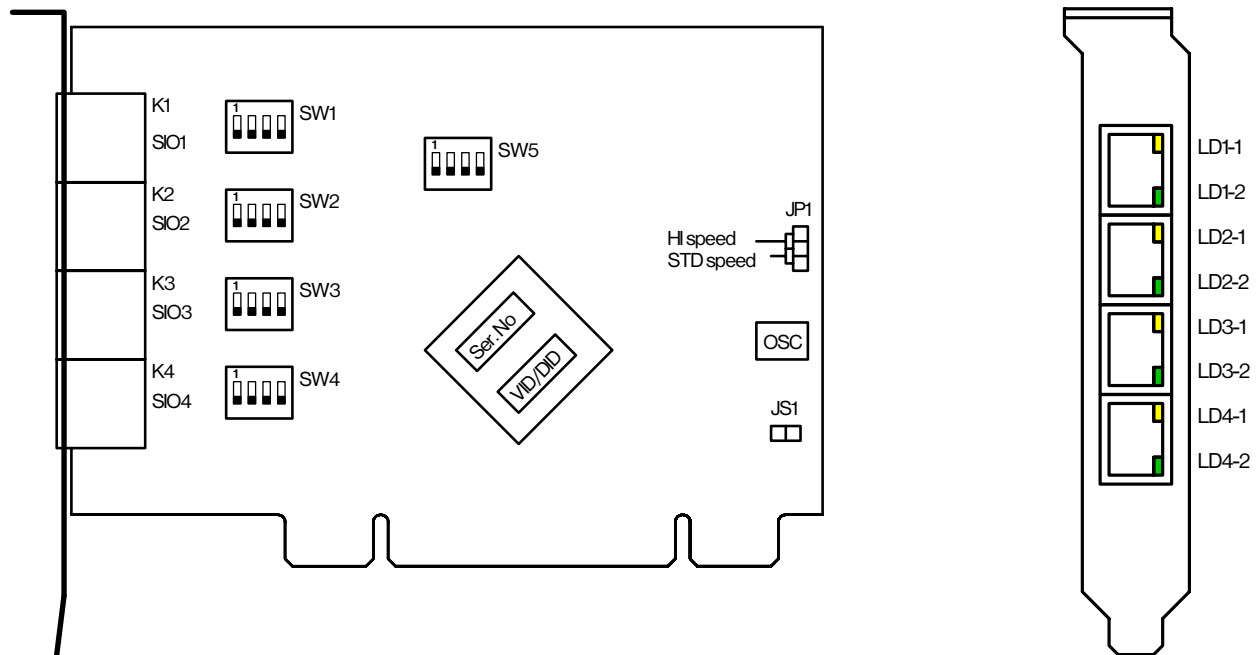 K1
SIO1
1
SW1
K2
SIO2
1
SW2
K3
SIO3
1
SW3
K4
SIO4
1
SW4
1
SW5
JP1
HI speed
STD speed
Ser. No
VID/DID
OSC
JS1
LD1-1
LD1-2
LD2-1
LD2-2
LD3-1
LD3-2
LD4-1
LD4-2